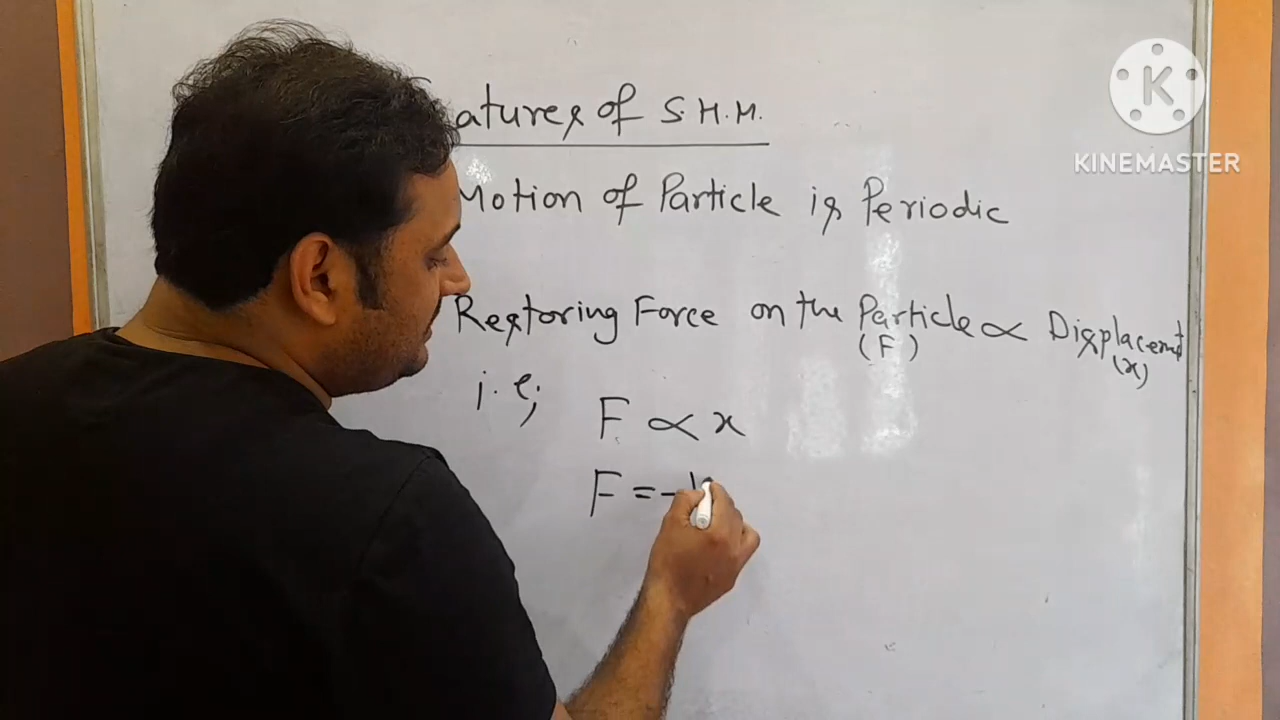 atures of S.H.M.
Motion of Particle is Periodic
Restoring Force on the Particle ∝ Displacement
(F) (x)
i.e;
F ∝ x
F = -k
K
KINEMASTER